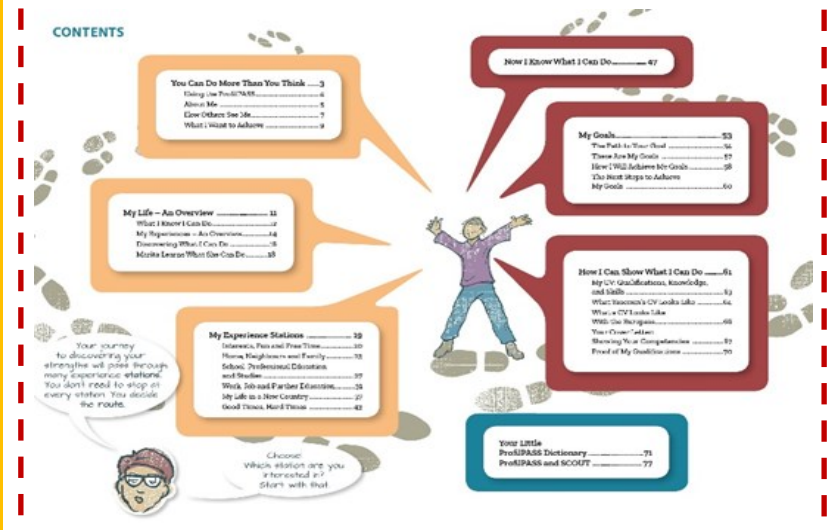 CONTENTS
You Can Do More Than You Think ......3
Using the ProfilPASS ......4
About Me ......5
How Others See Me ......7
What I Want to Achieve ......9
My Life – An Overview ......11
What I Know I Can Do ......12
My Experiences – An Overview ......14
Discovering What I Can Do ......16
Marita Learns What She Can Do ......18
My Experience Stations ......19
Interests, Fun and Free Time ......20
Home, Neighbours and Family ......23
School, Professional Education
and Studies ......27
Work, Job and Further Education ......31
My Life in a New Country ......37
Good Times, Hard Times ......42
Your journey
to discovering your
strengths will pass through
many experience stations.
You don't need to stop at
every station. You decide
the route.
Choose:
Which station are you
interested in?
Start with that.
Now I Know What I Can Do ......47
My Goals ......53
The Path to Your Goal ......54
These Are My Goals ......57
How I Will Achieve My Goals ......58
The Next Steps to Achieve
My Goals ......60
How I Can Show What I Can Do ......61
My CV: Qualifications, Knowledge,
and Skills ......63
What CV Looks Like ......64
What a CV Looks Like
With the Europass ......66
Your Cover Letter:
Showing Your Competencies ......67
Proof of My Qualifications ......70
Your Little
ProfilPASS Dictionary ......71
ProfilPASS and SCOUT ......77